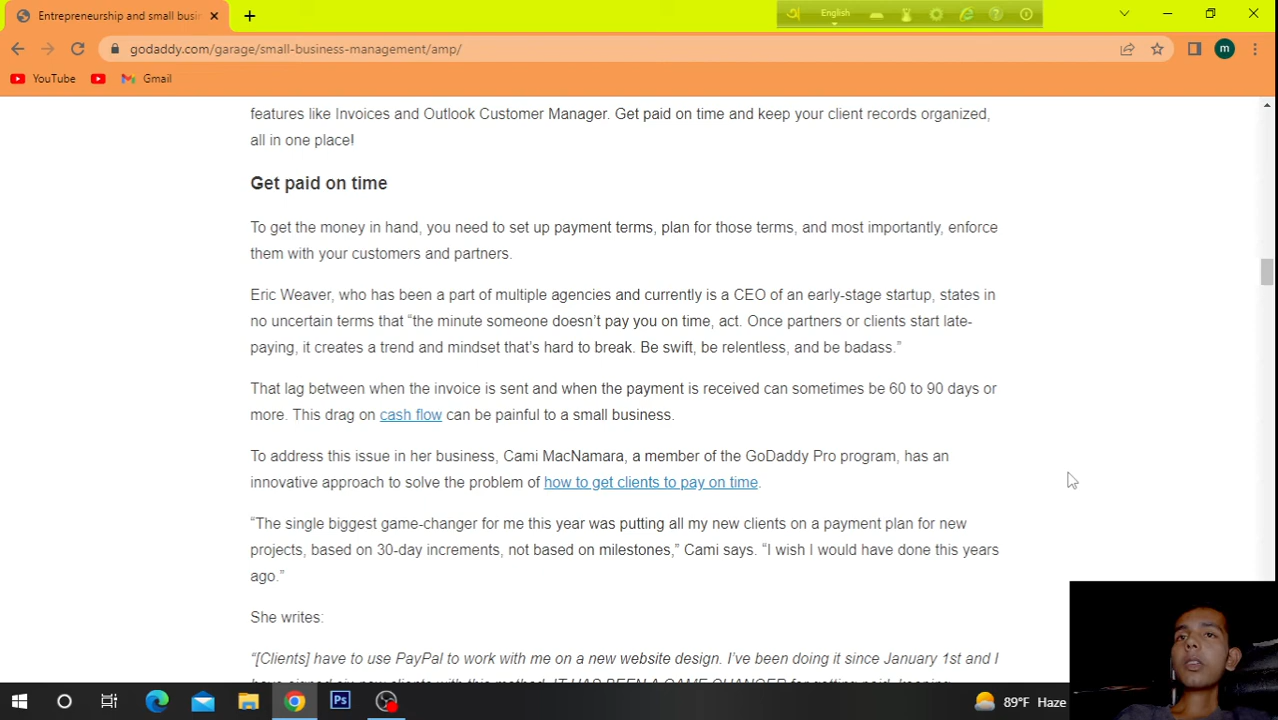 Entrepreneurship and small busi
English
godaddy.com/garage/small-business-management/amp/
m
YouTube
Gmail
features like Invoices and Outlook Customer Manager. Get paid on time and keep your client records organized,
all in one place!
Get paid on time
To get the money in hand, you need to set up payment terms, plan for those terms, and most importantly, enforce
them with your customers and partners.
Eric Weaver, who has been a part of multiple agencies and currently is a CEO of an early-stage startup, states in
no uncertain terms that “the minute someone doesn’t pay you on time, act. Once partners or clients start late-
paying, it creates a trend and mindset that’s hard to break. Be swift, be relentless, and be badass.”
That lag between when the invoice is sent and when the payment is received can sometimes be 60 to 90 days or
more. This drag on cash flow can be painful to a small business.
To address this issue in her business, Cami MacNamara, a member of the GoDaddy Pro program, has an
innovative approach to solve the problem of how to get clients to pay on time.
“The single biggest game-changer for me this year was putting all my new clients on a payment plan for new
projects, based on 30-day increments, not based on milestones,” Cami says. “I wish I would have done this years
ago.”
She writes:
“[Clients] have to use PayPal to work with me on a new website design. I’ve been doing it since January 1st and I
Ps
89°F Haze